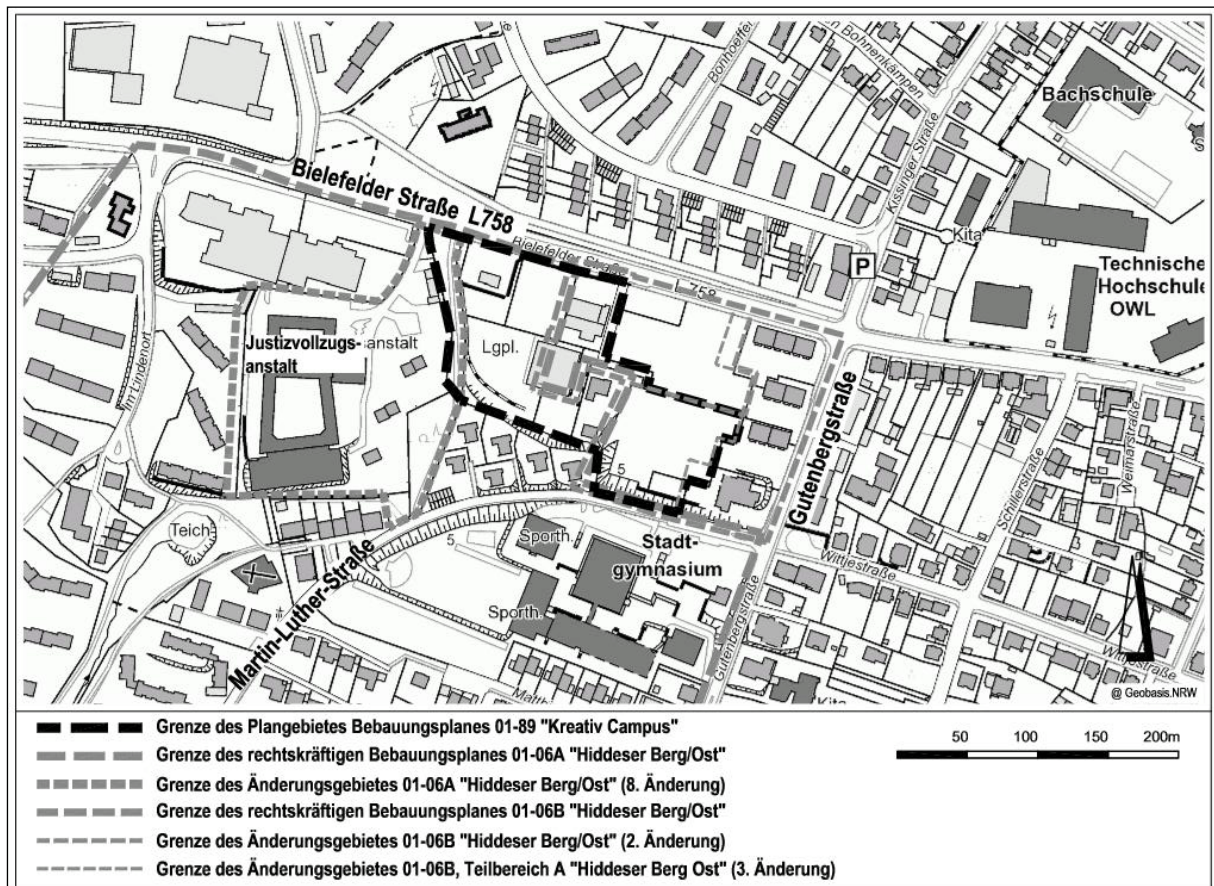 Bonhoeffer
Bohnenkämpen
Bachschule
Kissinger Straße
Bielefelder Straße L758
Kita
P
Bielefelder Straße
L 758
Technische
Hochschule
OWL
Lgpl.
Justizvollzugs-
anstalt
anstalt
Im Lindenort
Gutenbergstraße
Schillerstraße
Weimarer Straße
5
Teich
Sporth.
Stadt-
gymnasium
Wittjestraße
5
Martin-Luther-Straße
Sporth.
Gutenbergstraße
Wittjestraße
Kita
@ Geobasis.NRW
Grenze des Plangebietes Bebauungsplanes 01-89 "Kreativ Campus"
Grenze des rechtskräftigen Bebauungsplanes 01-06A "Hiddeser Berg/Ost"
50 100 150 200m
Grenze des Änderungsgebietes 01-06A "Hiddeser Berg/Ost" (8. Änderung)
Grenze des rechtskräftigen Bebauungsplanes 01-06B "Hiddeser Berg/Ost"
Grenze des Änderungsgebietes 01-06B "Hiddeser Berg/Ost" (2. Änderung)
Grenze des Änderungsgebietes 01-06B, Teilbereich A "Hiddeser Berg Ost" (3. Änderung)